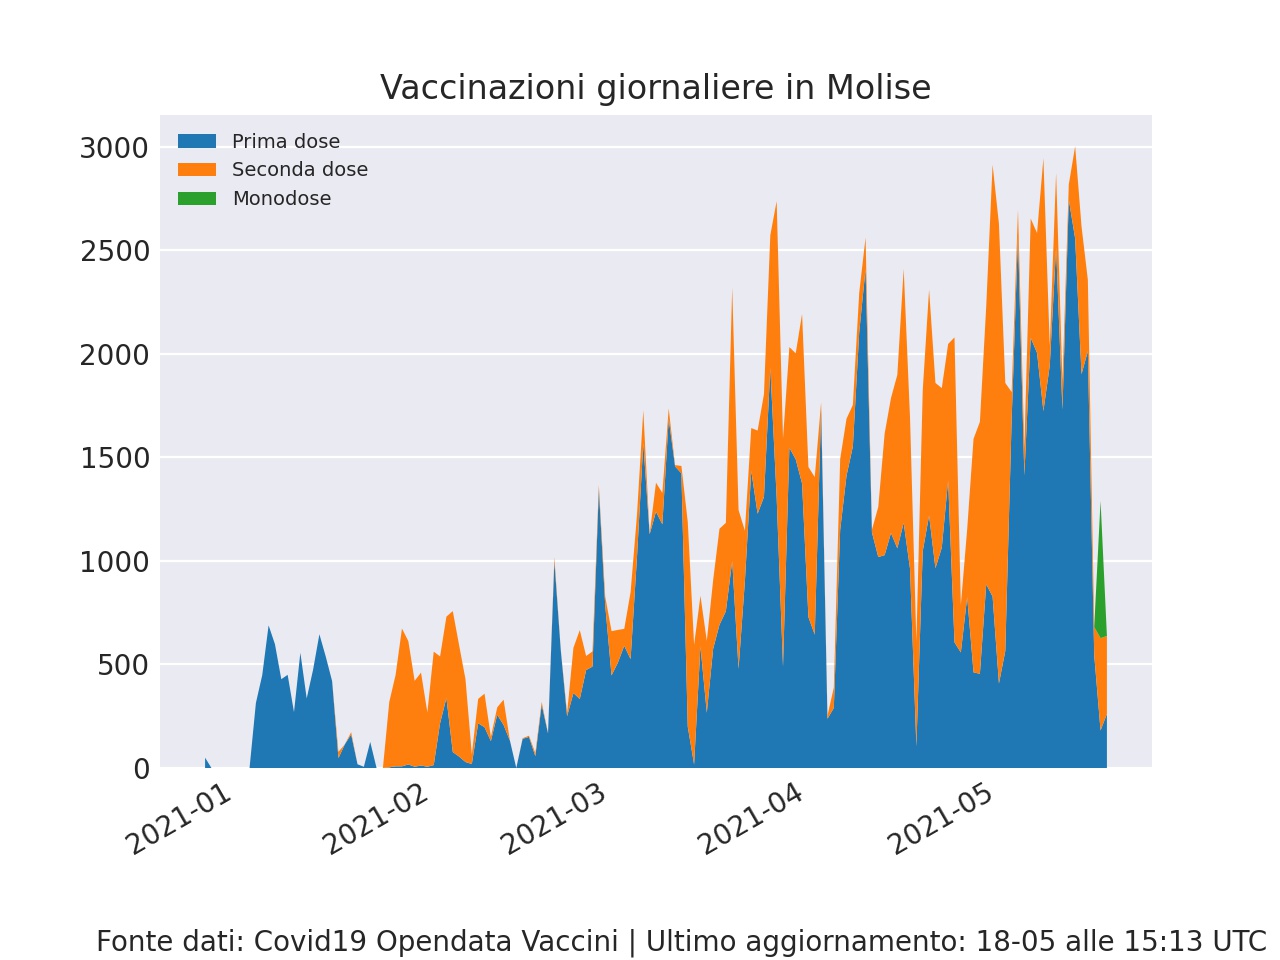 Vaccinazioni giornaliere in Molise
Prima dose
Seconda dose
Monodose
3000
2500
2000
1500
1000
500
0
2021-01
2021-02
2021-03
2021-04
2021-05
Fonte dati: Covid19 Opendata Vaccini | Ultimo aggiornamento: 18-05 alle 15:13 UTC